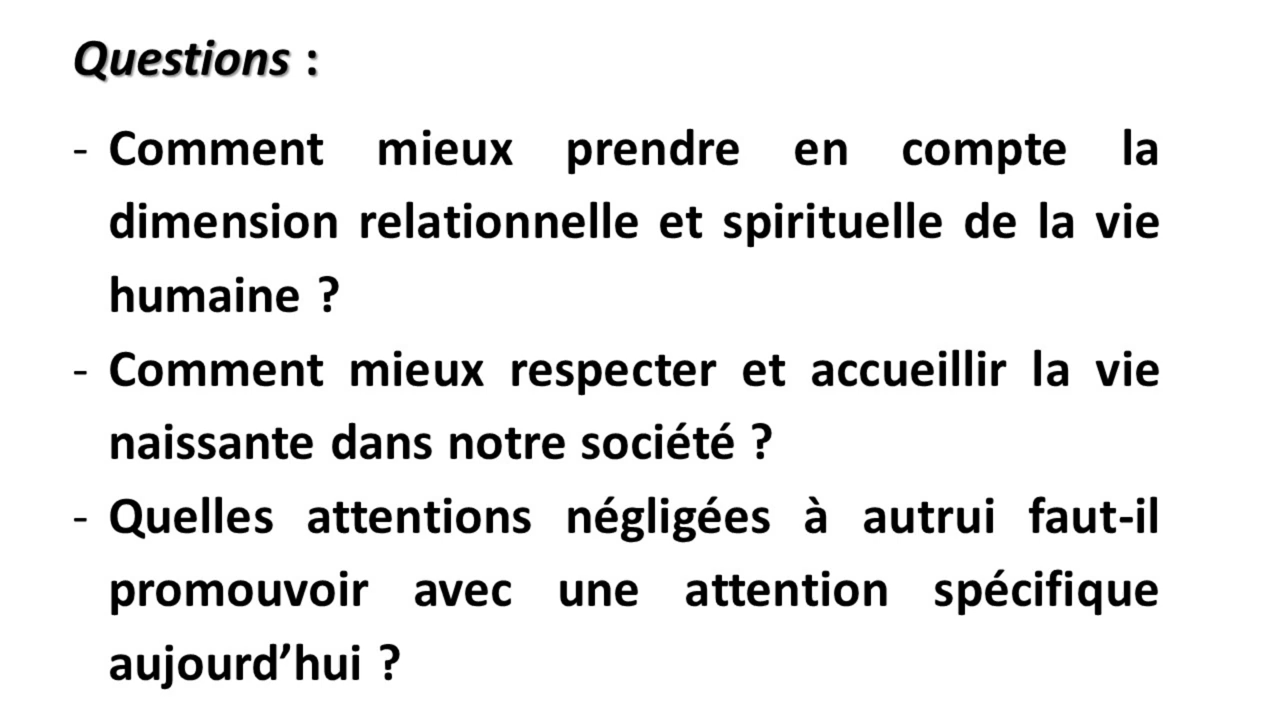 Questions :
- Comment mieux prendre en compte la
dimension relationnelle et spirituelle de la vie
humaine ?
- Comment mieux respecter et accueillir la vie
naissante dans notre société ?
- Quelles attentions négligées à autrui faut-il
promouvoir avec une attention spécifique
aujourd’hui ?